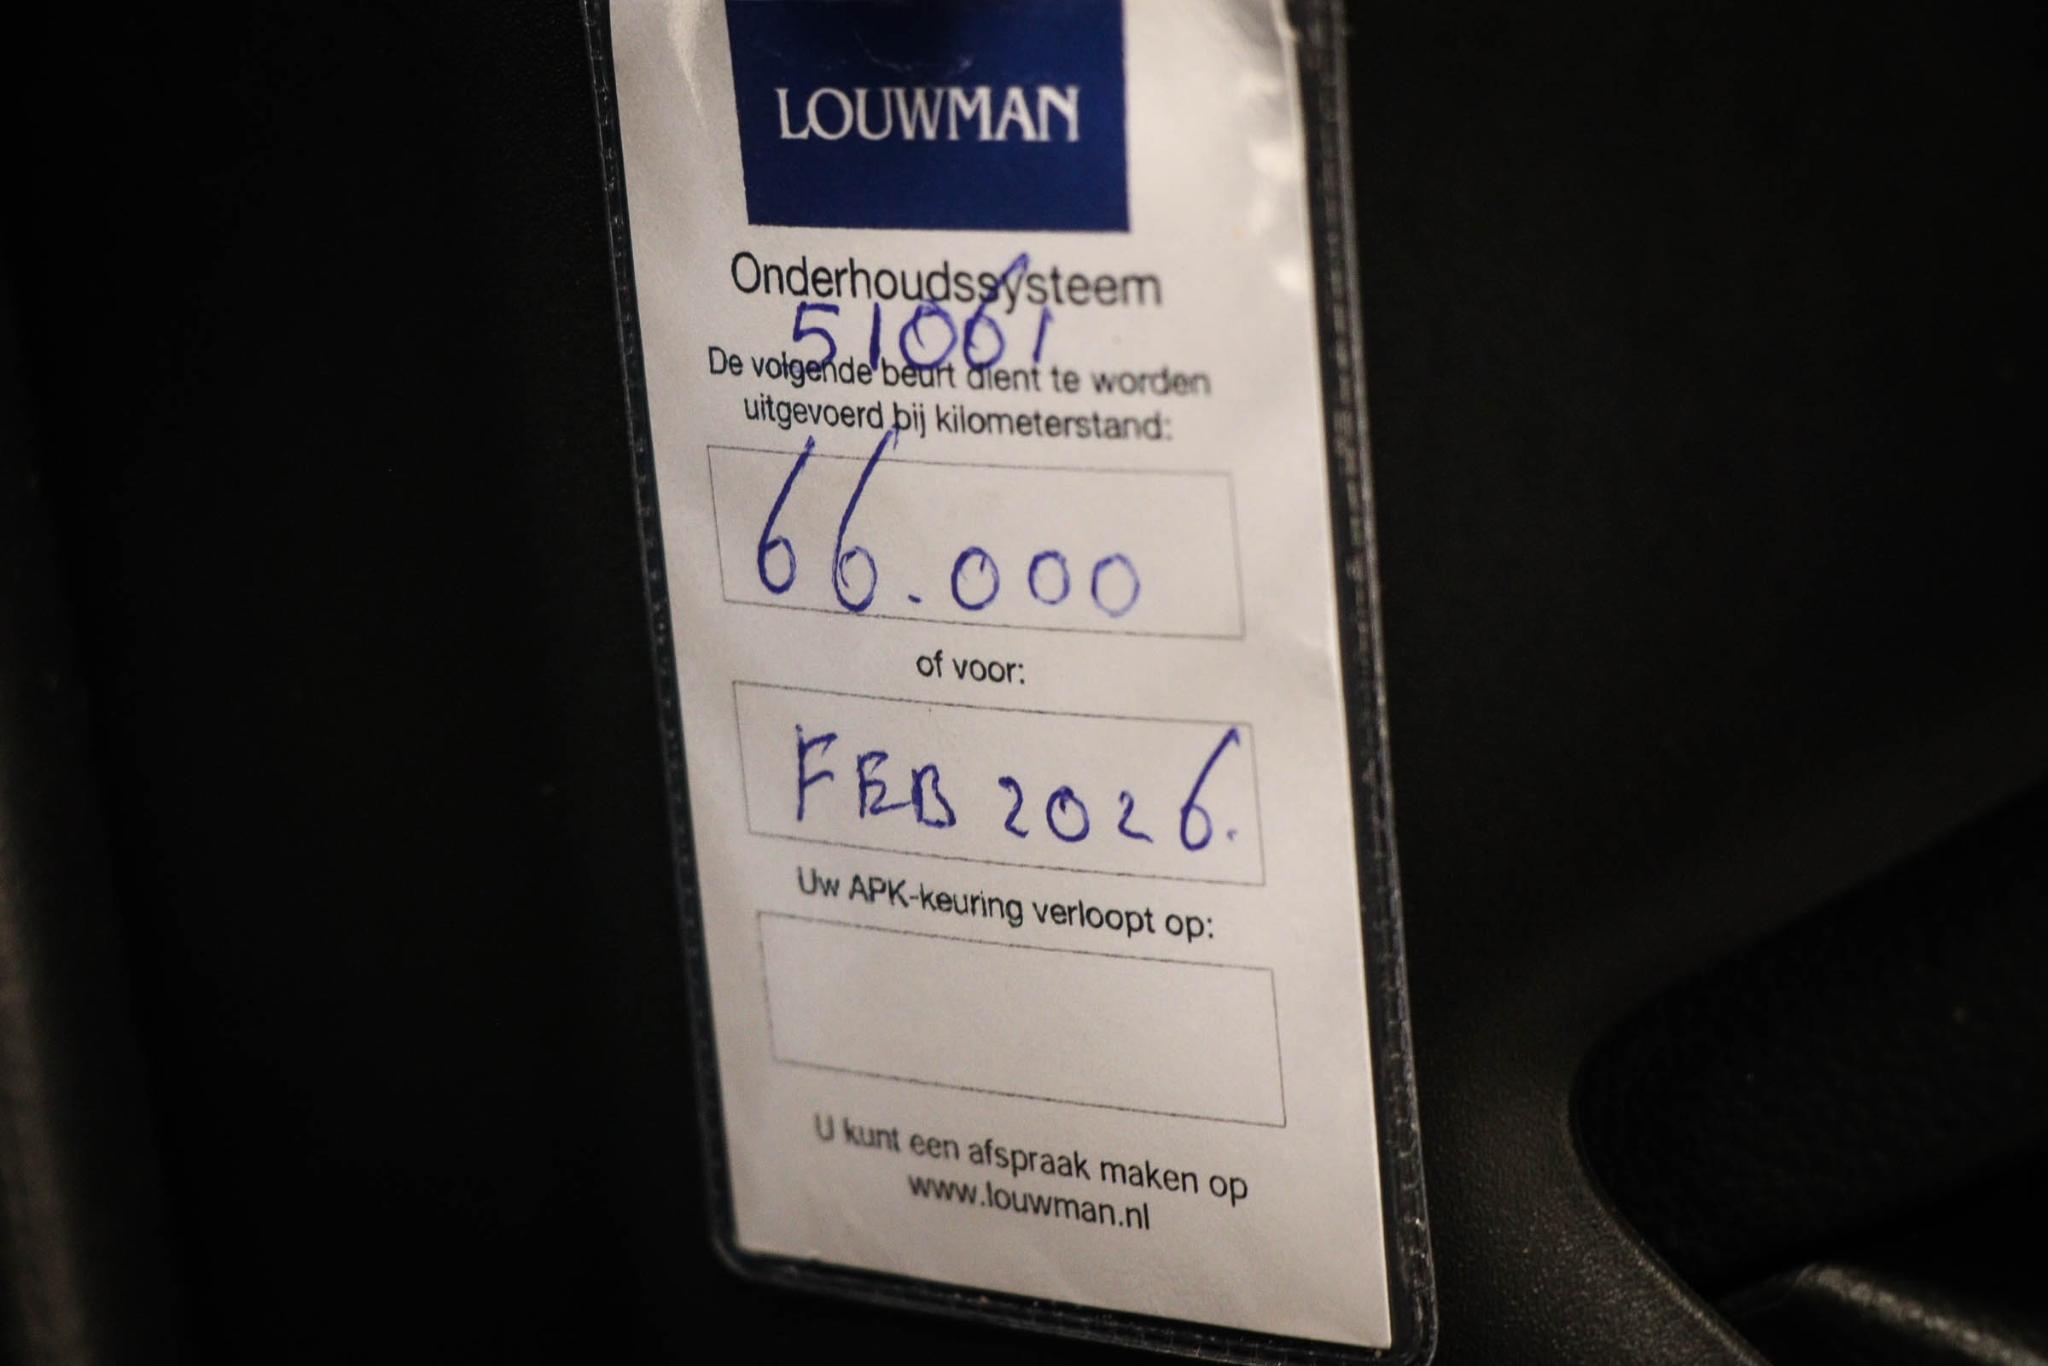 LOUWMAN
Onderhoudssysteem
51061
De volgende beurt dient te worden
uitgevoerd bij kilometerstand:
66.000
of voor:
FEB 2026.
Uw APK-keuring verloopt op:
U kunt een afspraak maken op
www.louwman.nl